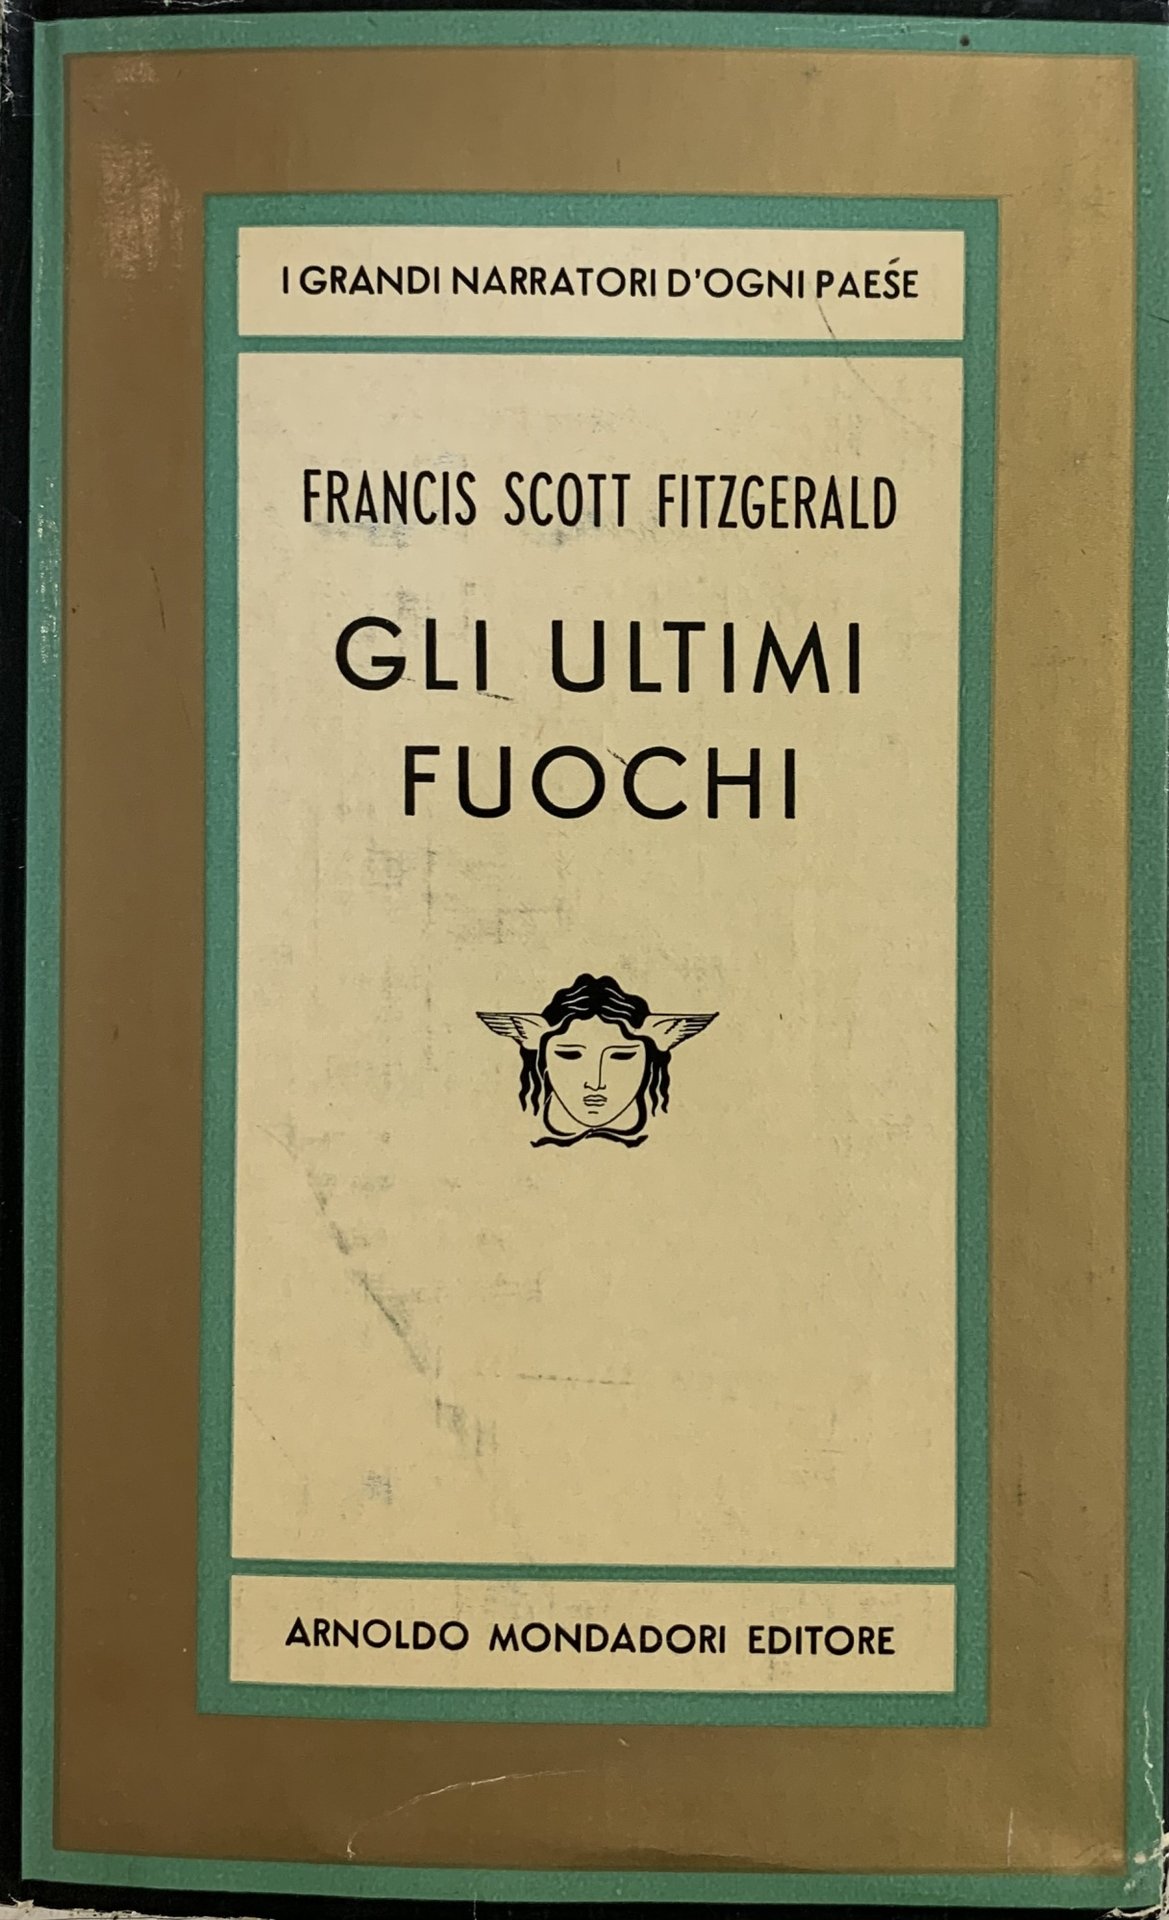 I GRANDI NARRATORI D'OGNI PAESE
FRANCIS SCOTT FITZGERALD
GLI ULTIMI
FUOCHI
ARNOLDO MONDADORI EDITORE